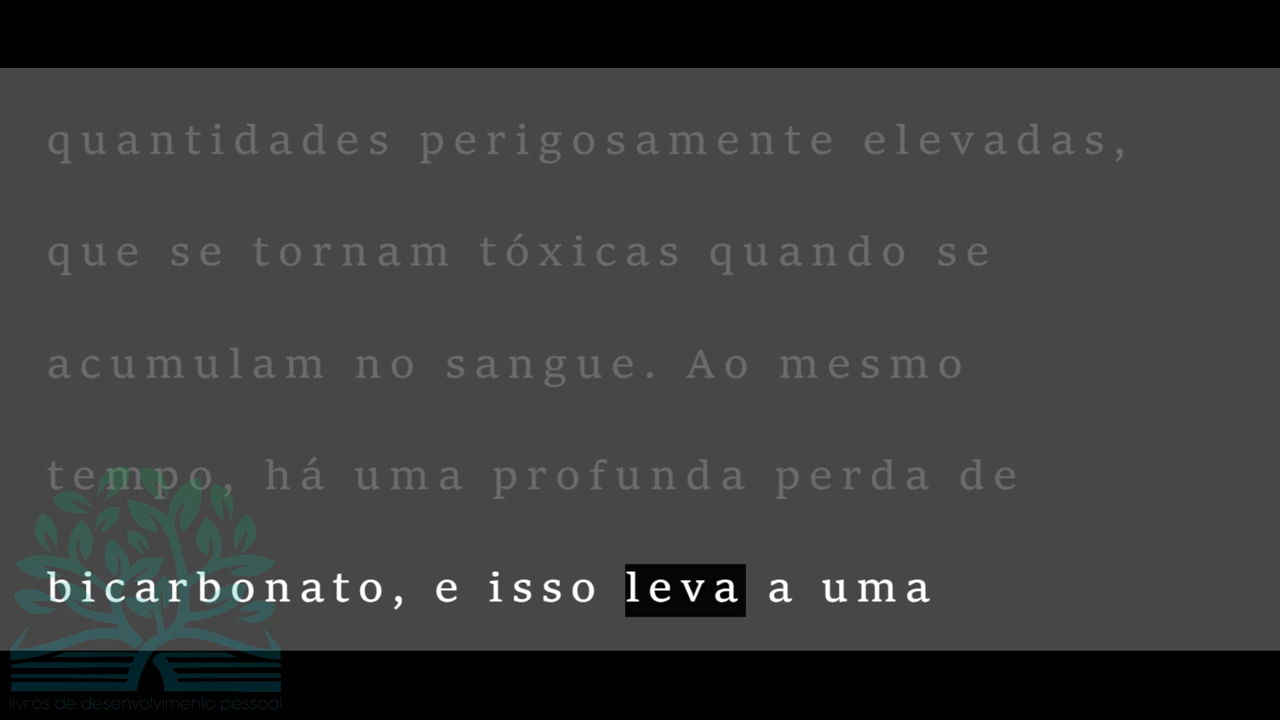 quantidades perigosamente elevadas,
que se tornam tóxicas quando se
acumulam no sangue. Ao mesmo
tempo, há uma profunda perda de
bicarbonato, e isso leva a uma
livros de desenvolvimento pessoal